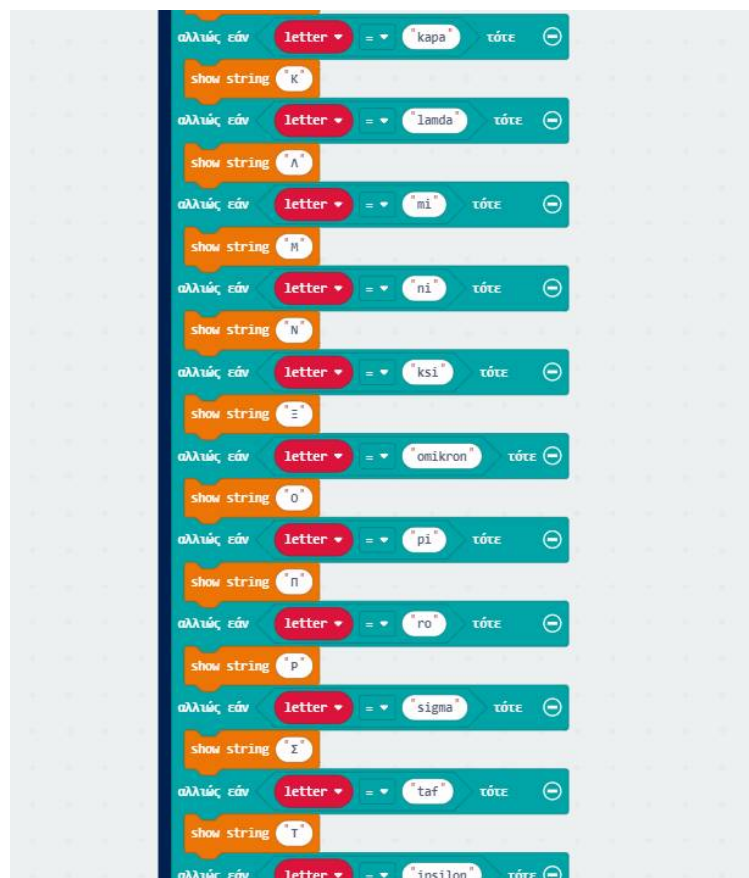 αλλιώς εάν letter = "kapa" τότε
show string "Κ"
αλλιώς εάν letter = "lamda" τότε
show string "Λ"
αλλιώς εάν letter = "mi" τότε
show string "Μ"
αλλιώς εάν letter = "ni" τότε
show string "Ν"
αλλιώς εάν letter = "ksi" τότε
show string "Ξ"
αλλιώς εάν letter = "omikron" τότε
show string "Ο"
αλλιώς εάν letter = "pi" τότε
show string "Π"
αλλιώς εάν letter = "ro" τότε
show string "Ρ"
αλλιώς εάν letter = "sigma" τότε
show string "Σ"
αλλιώς εάν letter = "taf" τότε
show string "Τ"
αλλιώς εάν letter = "ipsilon" τότε